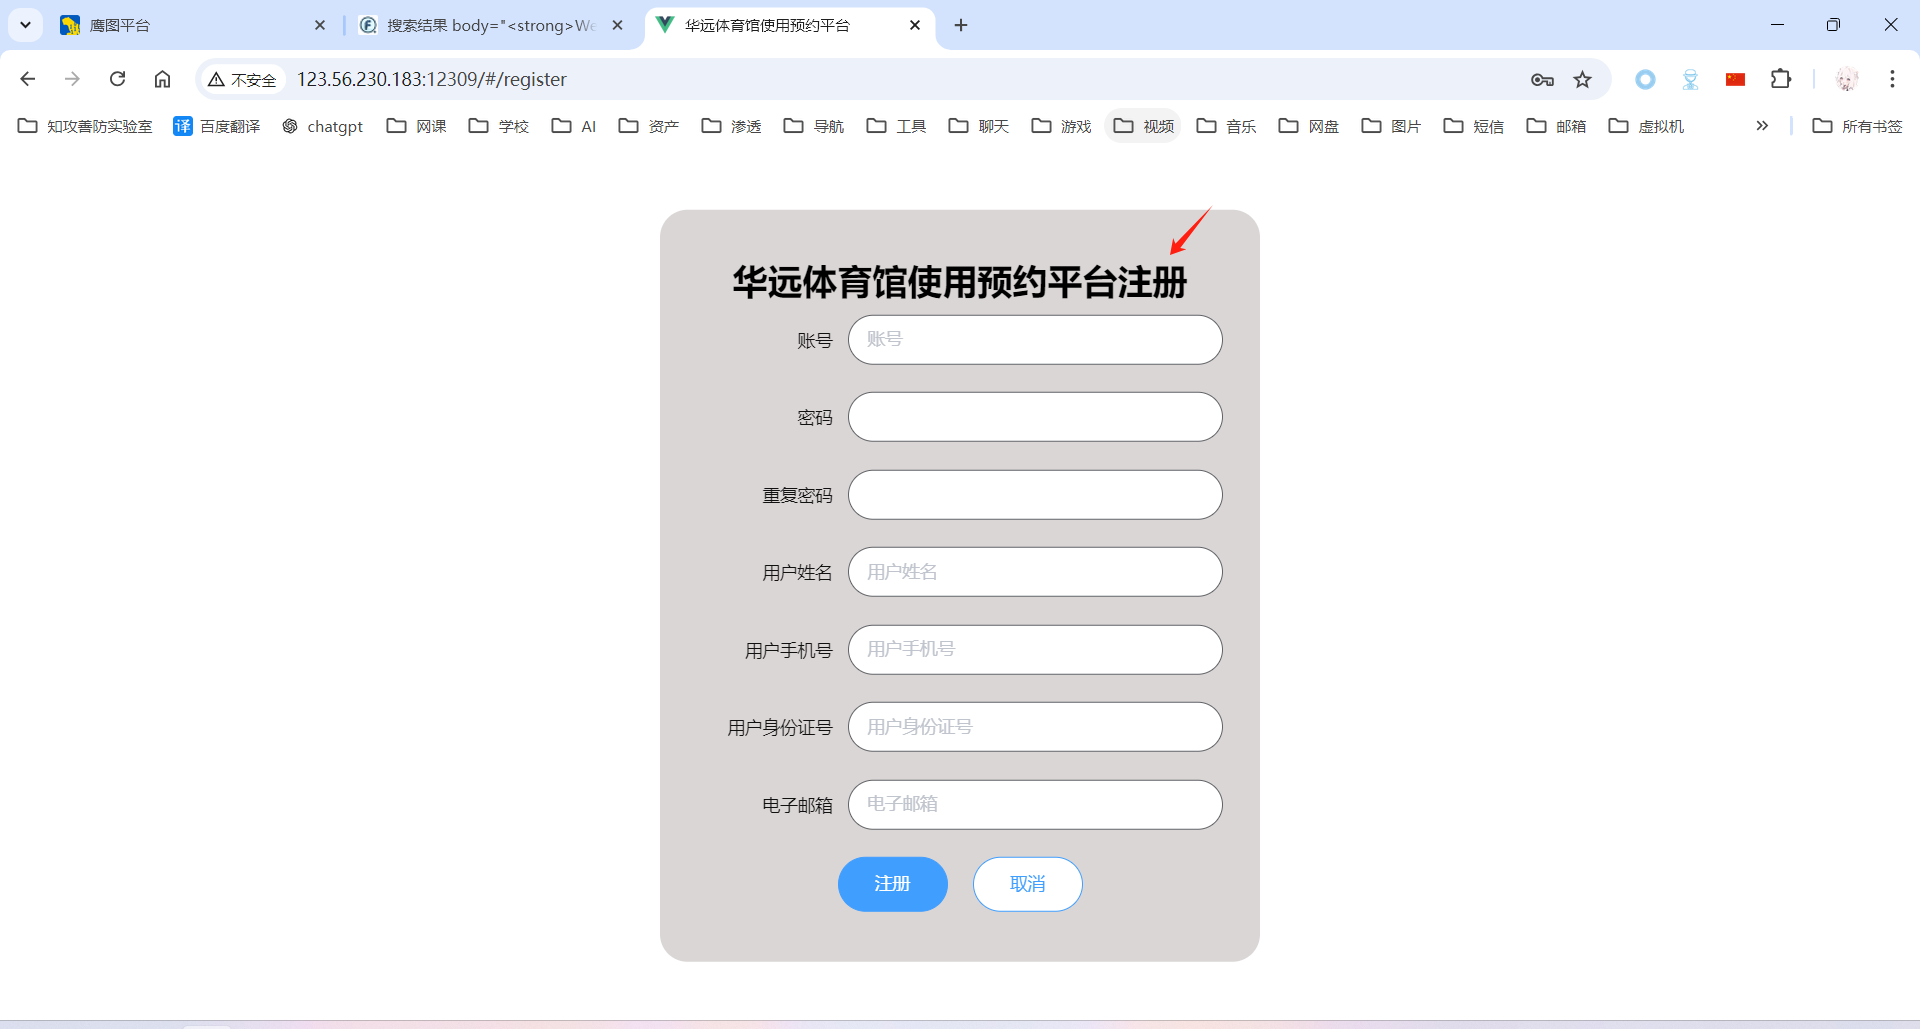 鹰图平台
搜索结果 body="<strong>We
华远体育馆使用预约平台
不安全
123.56.230.183:12309/#/register
知攻善防实验室
译 百度翻译
chatgpt
网课
学校
AI
资产
渗透
导航
工具
聊天
游戏
视频
音乐
网盘
图片
短信
邮箱
虚拟机
所有书签
华远体育馆使用预约平台注册
账号 账号
密码
重复密码
用户姓名 用户姓名
用户手机号 用户手机号
用户身份证号 用户身份证号
电子邮箱 电子邮箱
注册 取消